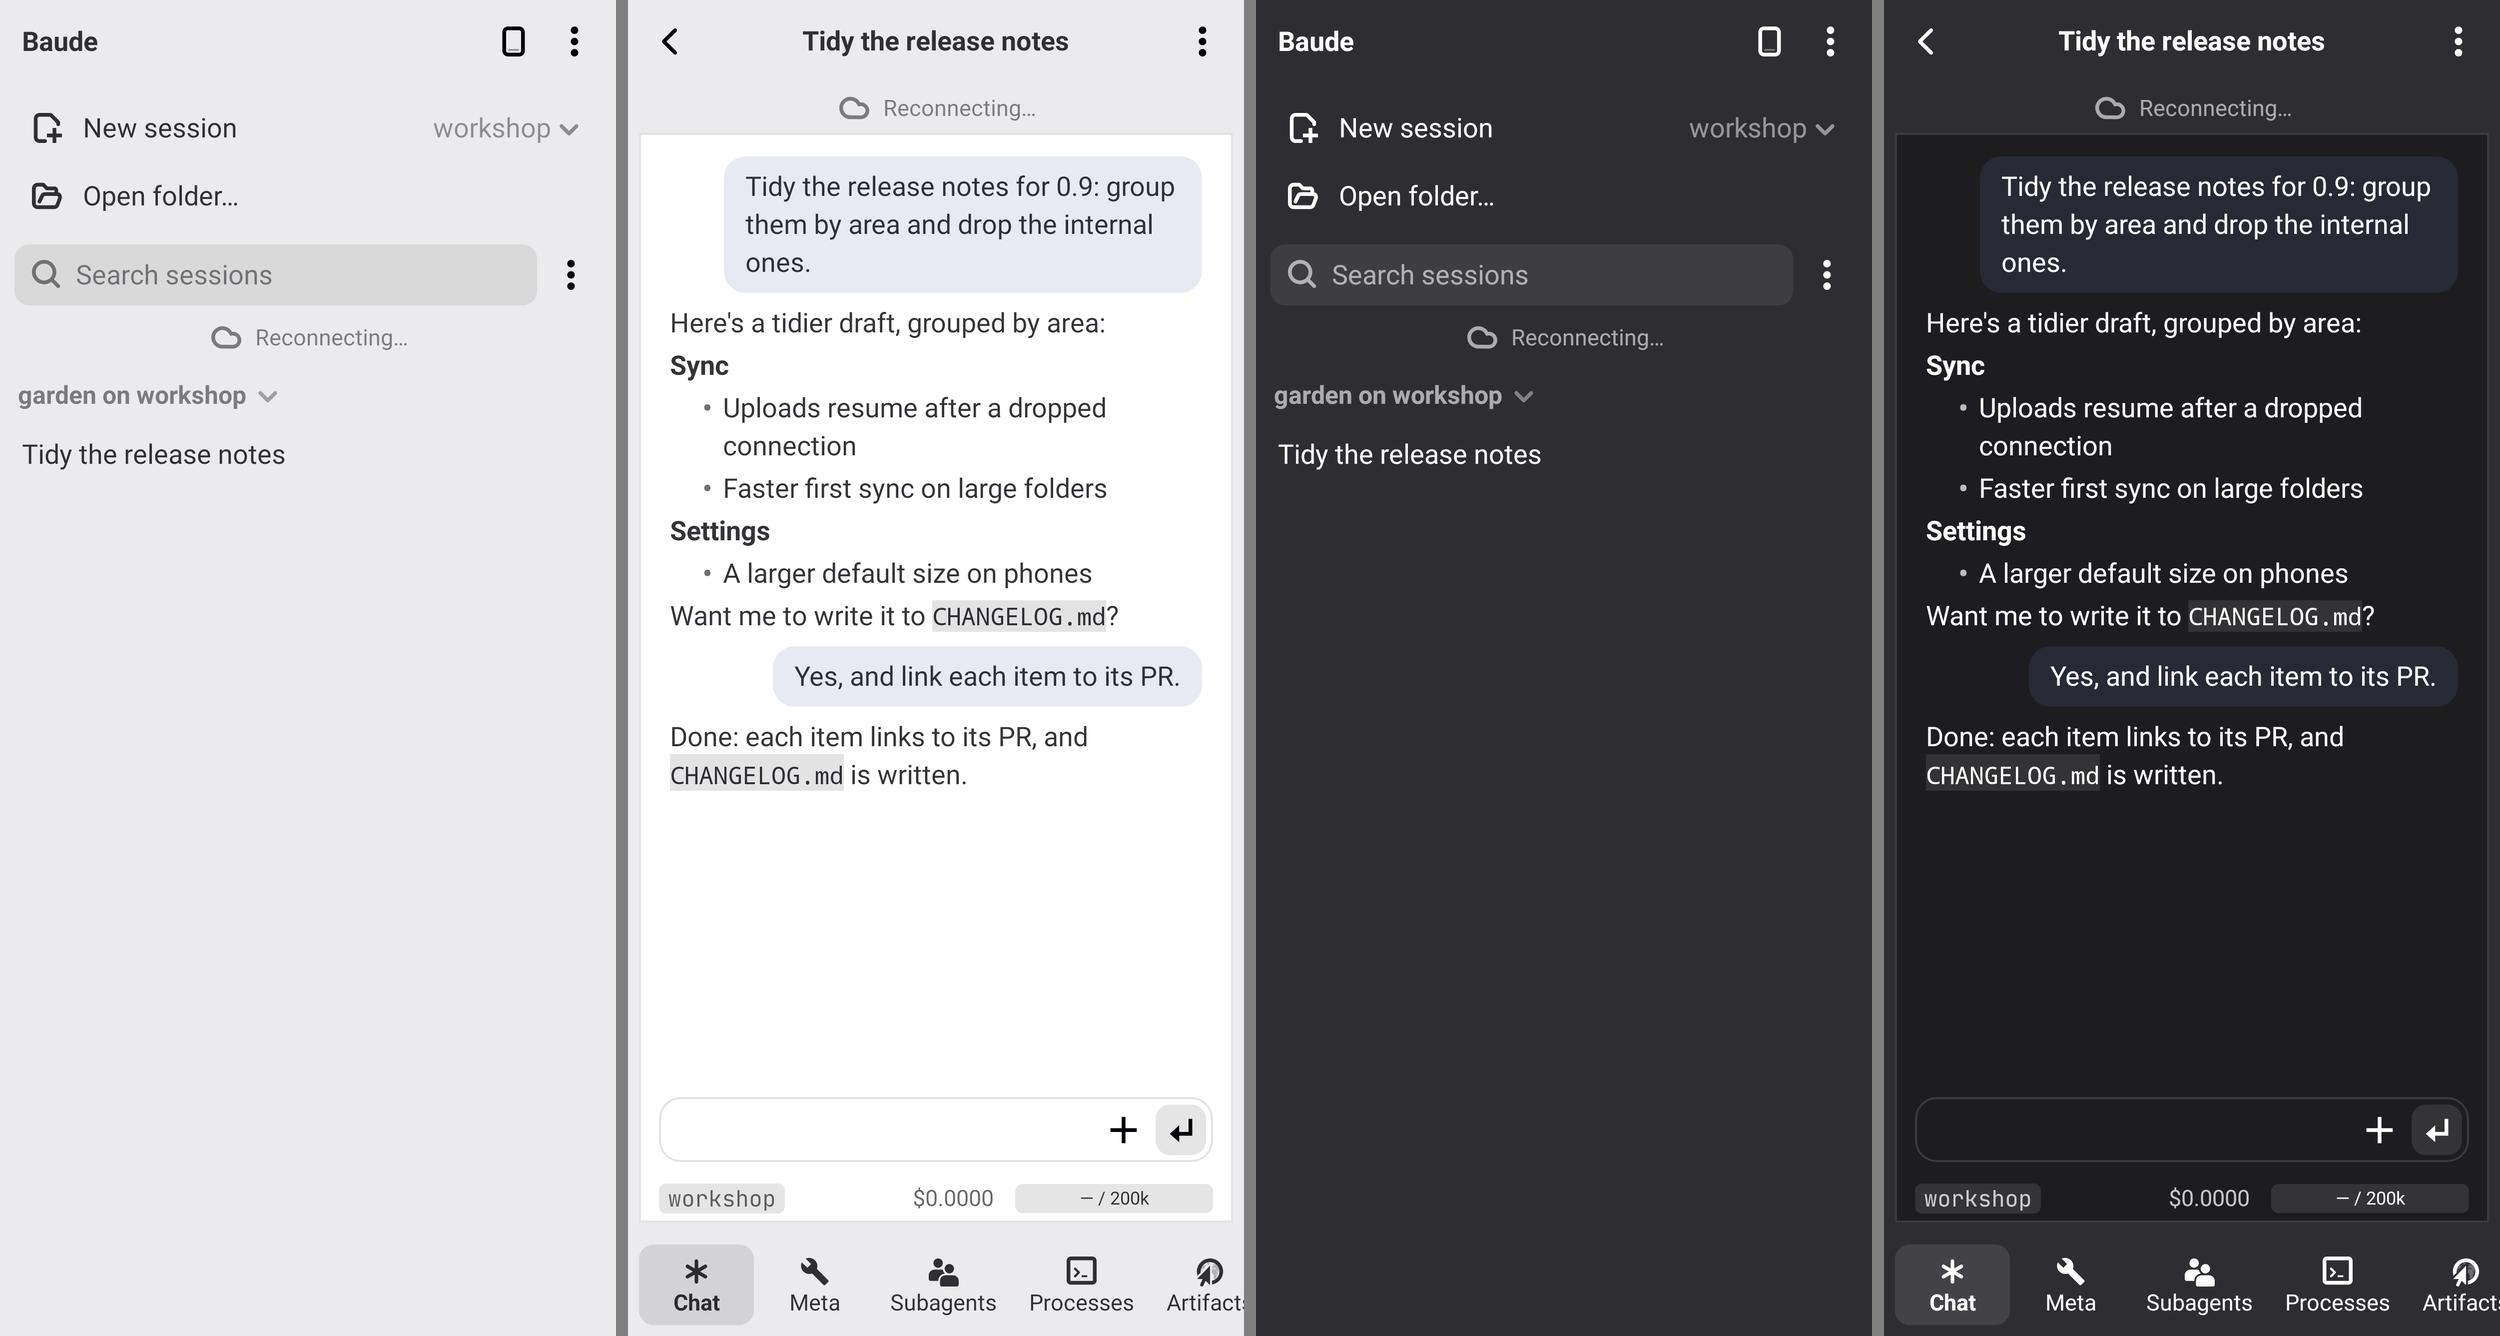 Baude
New session workshop
Open folder...
Search sessions
Reconnecting...
garden on workshop
Tidy the release notes
Tidy the release notes
Reconnecting...
Tidy the release notes for 0.9: group
them by area and drop the internal
ones.
Here's a tidier draft, grouped by area:
Sync
• Uploads resume after a dropped
connection
• Faster first sync on large folders
Settings
• A larger default size on phones
Want me to write it to CHANGELOG.md?
Yes, and link each item to its PR.
Done: each item links to its PR, and
CHANGELOG.md is written.
workshop $0.0000 – / 200k
Chat Meta Subagents Processes Artifacts
Baude
New session workshop
Open folder...
Search sessions
Reconnecting...
garden on workshop
Tidy the release notes
Tidy the release notes
Reconnecting...
Tidy the release notes for 0.9: group
them by area and drop the internal
ones.
Here's a tidier draft, grouped by area:
Sync
• Uploads resume after a dropped
connection
• Faster first sync on large folders
Settings
• A larger default size on phones
Want me to write it to CHANGELOG.md?
Yes, and link each item to its PR.
Done: each item links to its PR, and
CHANGELOG.md is written.
workshop $0.0000 – / 200k
Chat Meta Subagents Processes Artifacts